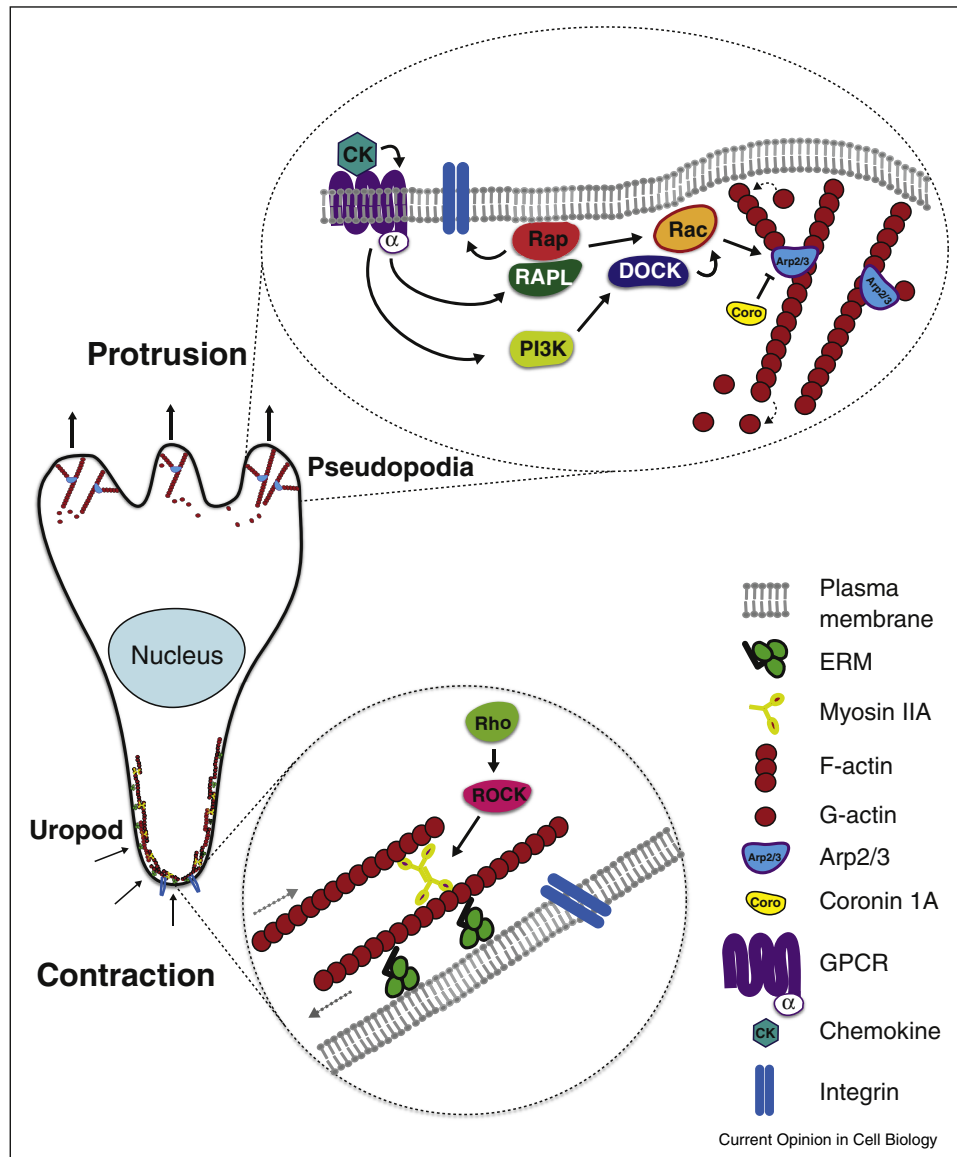 CK
α
Rap
RAPL
Rac
DOCK
PI3K
Arp2/3
Coro
Arp2/3
Protrusion
Pseudopodia
Nucleus
Uropod
Contraction
Rho
ROCK
Plasma
membrane
ERM
Myosin IIA
F-actin
G-actin
Arp2/3
Arp2/3
Coro
Coronin 1A
GPCR
α
CK
Chemokine
Integrin
Current Opinion in Cell Biology